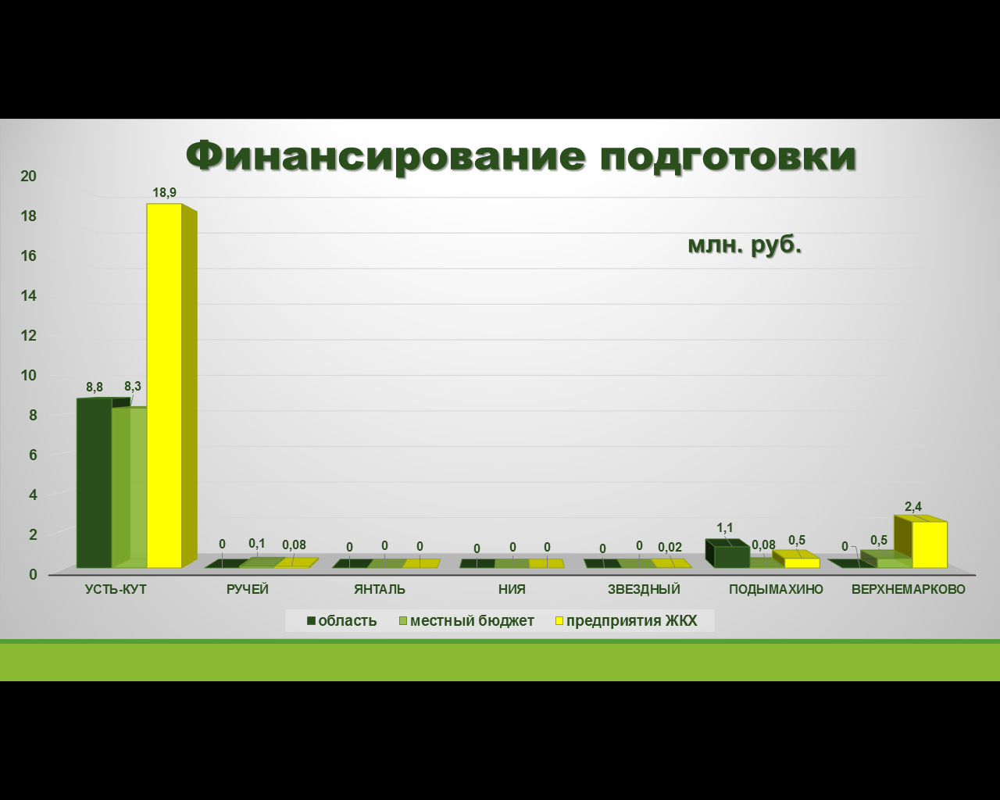 Финансирование подготовки
млн. руб.
20
18
16
14
12
10
8
6
4
2
0
8,8 8,3 18,9
0 0,1 0,08
0 0 0
0 0 0
0 0 0,02
1,1 0,08 0,5
0 0,5 2,4
УСТЬ-КУТ РУЧЕЙ ЯНТАЛЬ НИЯ ЗВЕЗДНЫЙ ПОДЫМАХИНО ВЕРХНЕМАРКОВО
область местный бюджет предприятия ЖКХ